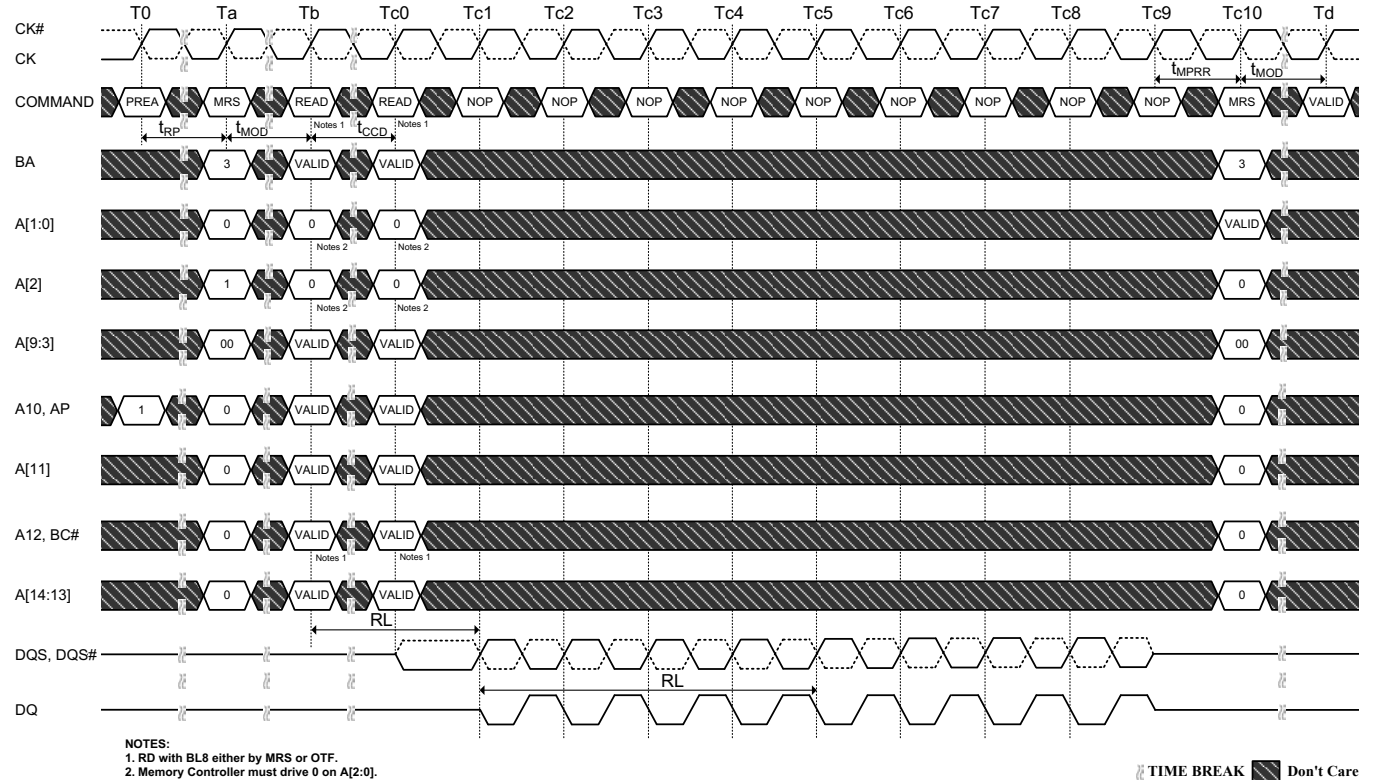 T0 Ta Tb Tc0 Tc1 Tc2 Tc3 Tc4 Tc5 Tc6 Tc7 Tc8 Tc9 Tc10 Td
CK#
CK
tMPRR tMOD
COMMAND PREA MRS READ READ NOP NOP NOP NOP NOP NOP NOP NOP NOP MRS VALID
Notes 1 Notes 1
tRP tMOD tCCD
BA 3 VALID VALID 3
A[1:0] 0 0 0 VALID
Notes 2 Notes 2
A[2] 1 0 0 0
Notes 2 Notes 2
A[9:3] 00 VALID VALID 00
A10, AP 1 0 VALID VALID 0
A[11] 0 VALID VALID 0
A12, BC# 0 VALID VALID 0
Notes 1 Notes 1
A[14:13] 0 VALID VALID 0
RL
DQS, DQS#
RL
DQ
NOTES:
1. RD with BL8 either by MRS or OTF.
2. Memory Controller must drive 0 on A[2:0].
TIME BREAK Don't Care